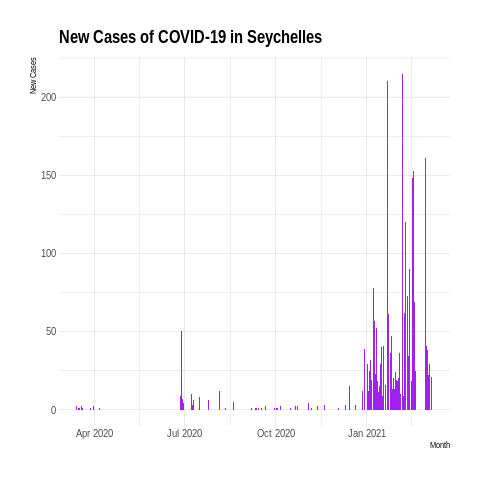 New Cases of COVID-19 in Seychelles
New Cases
200
150
100
50
0
Apr 2020 Jul 2020 Oct 2020 Jan 2021
Month